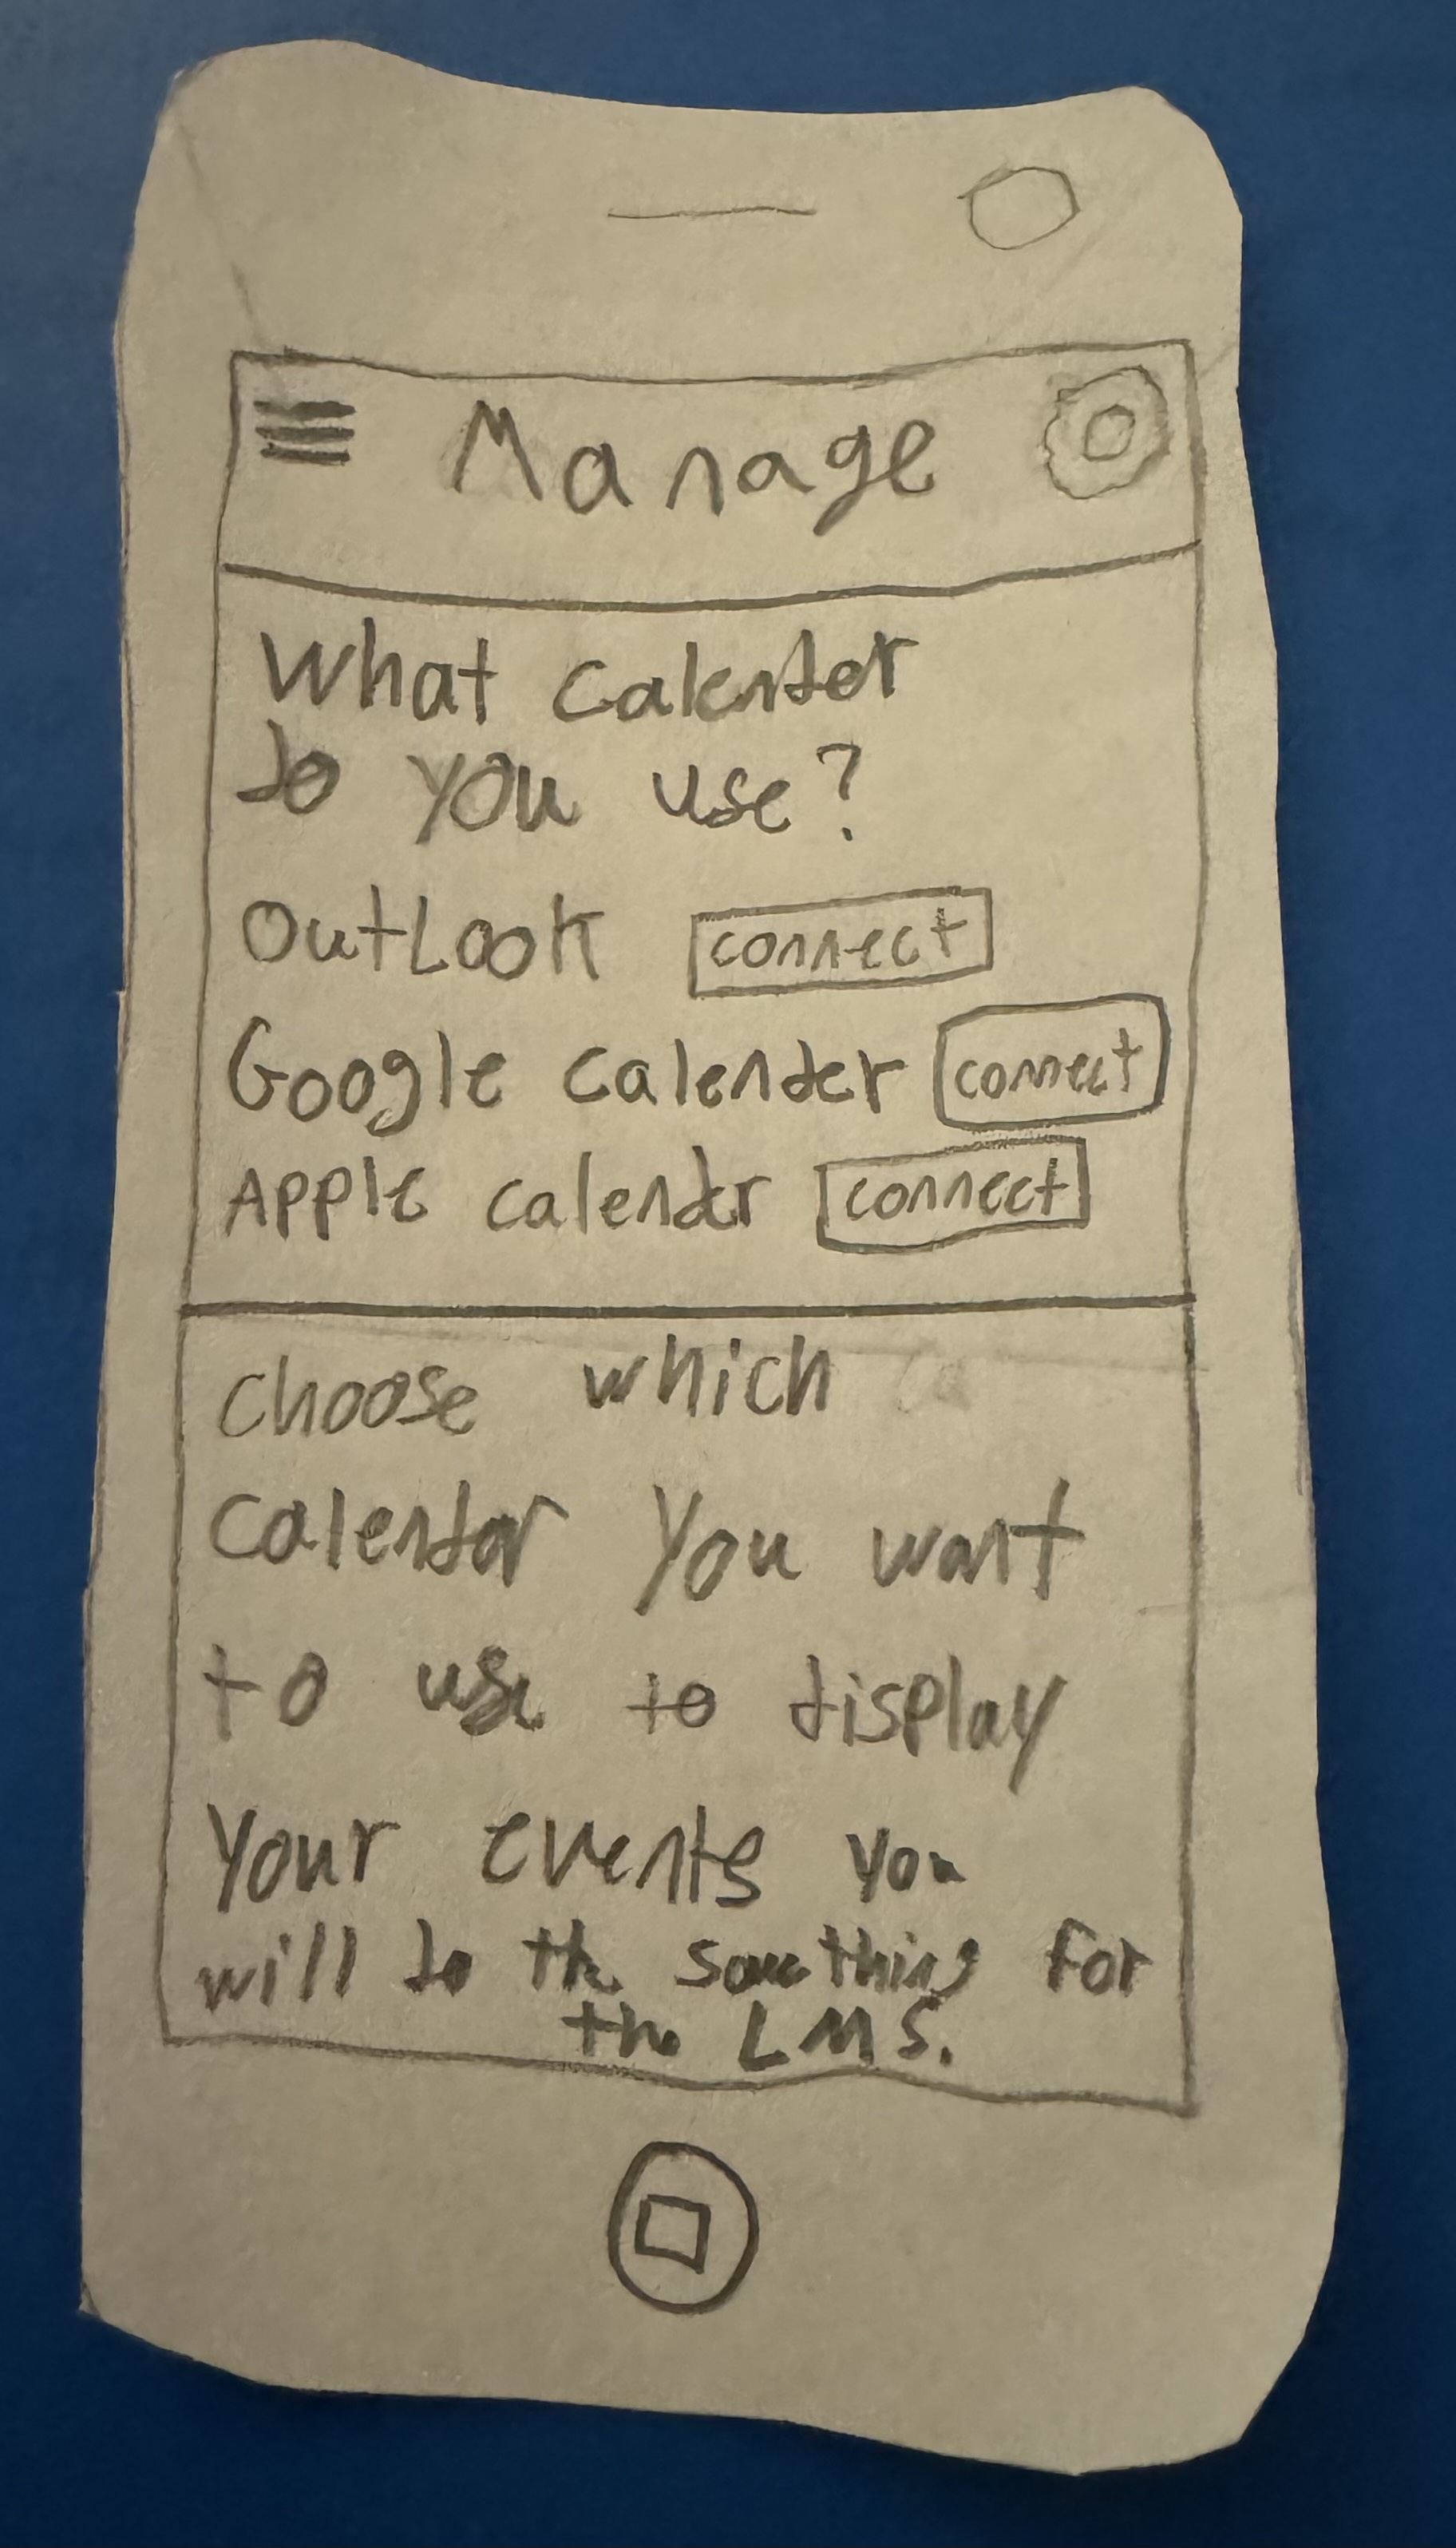 Manage
What calender
do you use?
OutLook connect
Google calender connect
Apple calender connect
choose which
calendar you want
to use to display
your events you
will do the something for
the LMS.